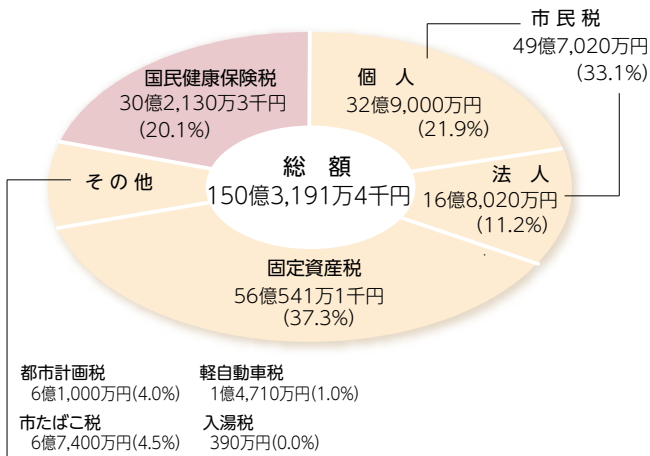 市民税
49億7,020万円
(33.1%)
国民健康保険税
30億2,130万3千円
(20.1%)
個人
32億9,000万円
(21.9%)
総額
150億3,191万4千円
その他
法人
16億8,020万円
(11.2%)
固定資産税
56億541万1千円
(37.3%)
都市計画税
6億1,000万円(4.0%)
軽自動車税
1億4,710万円(1.0%)
市たばこ税
6億7,400万円(4.5%)
入湯税
390万円(0.0%)